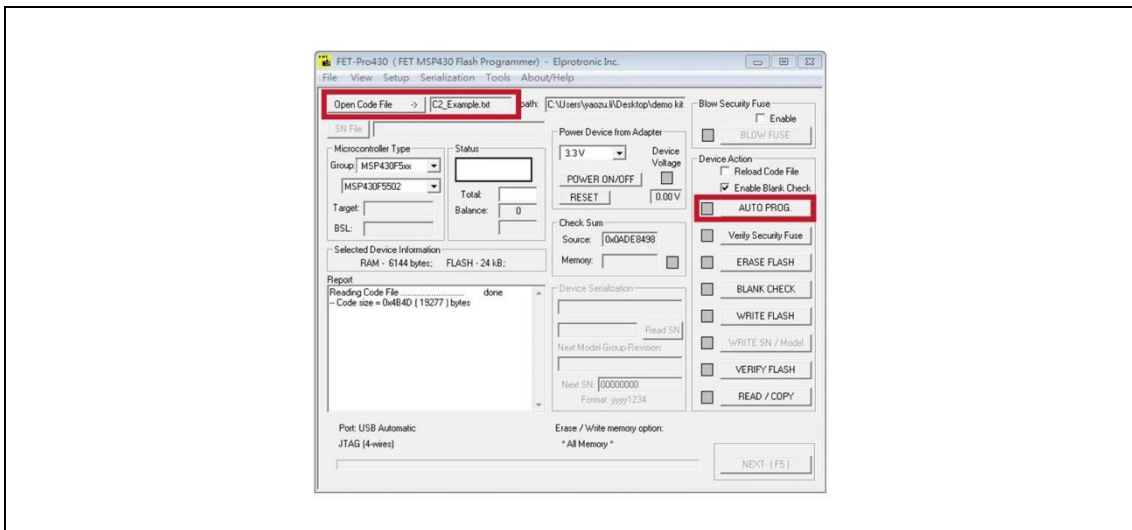 FET-Pro430 ( FET MSP430 Flash Programmer) - Elprotronic Inc.
File View Setup Serialization Tools About/Help
Open Code File -> C2_Example.txt path: C:\Users\yaozu.li\Desktop\demo kit
SN File
Microcontroller Type
Group: MSP430F5xx
MSP430F5502
Target:
BSL:
Status
Total:
Balance: 0
Selected Device Information
RAM - 6144 bytes; FLASH - 24 kB;
Report
Reading Code File ........................... done
-- Code size = 0x4B4D ( 19277 ) bytes
Power Device from Adapter
3.3 V
Device
Voltage
POWER ON/OFF
RESET 0.00 V
Check Sum
Source: 0x0ADE8498
Memory:
Device Serialization
Read SN
Next Model-Group-Revision:
Next SN: 00000000
Format: yyyy1234
Blow Security Fuse
Enable
BLOW FUSE
Device Action
Reload Code File
Enable Blank Check
AUTO PROG.
Verify Security Fuse
ERASE FLASH
BLANK CHECK
WRITE FLASH
WRITE SN / Model
VERIFY FLASH
READ / COPY
Port: USB Automatic
JTAG (4-wires)
Erase / Write memory option:
* All Memory *
NEXT ( F5 )